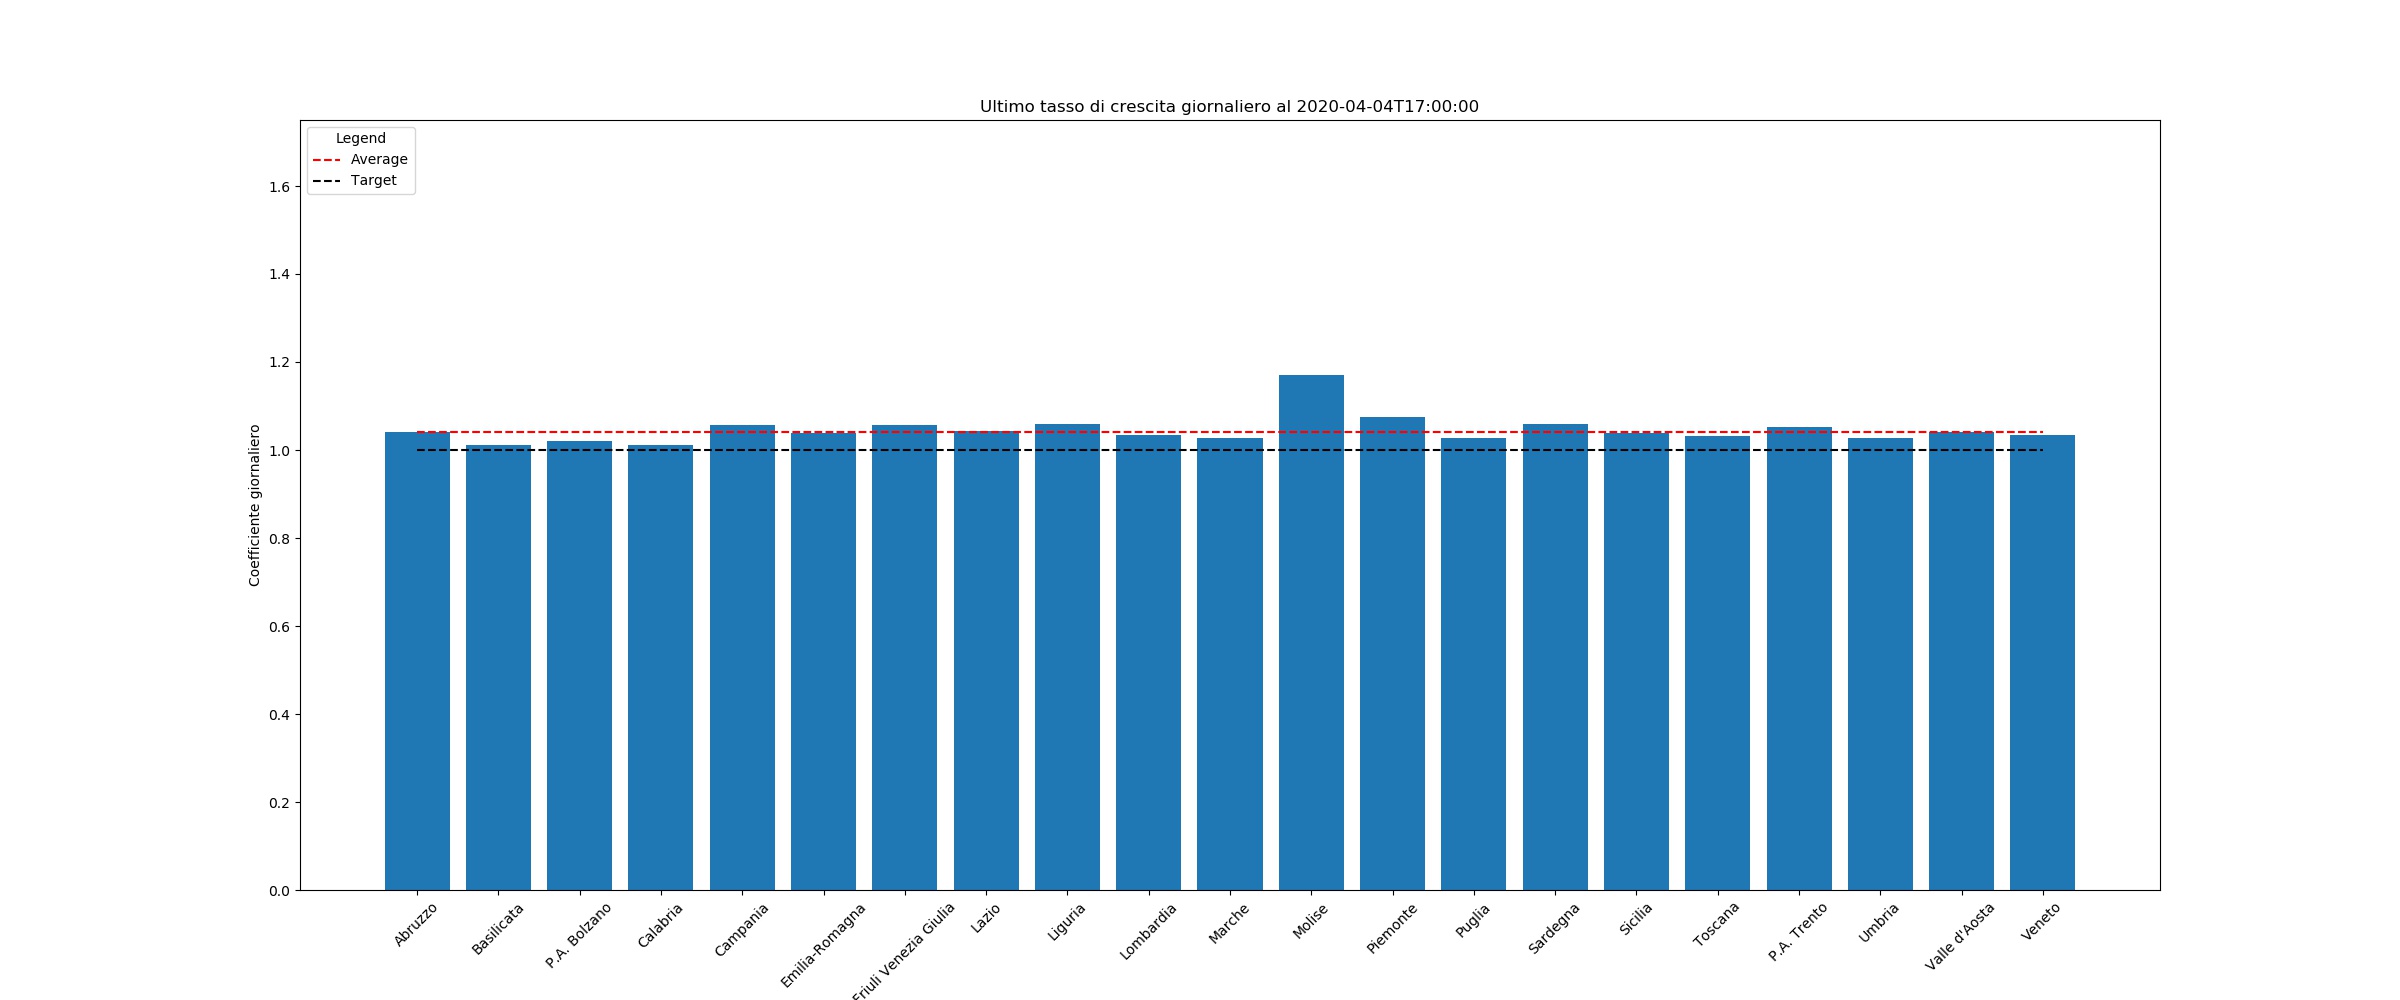 Ultimo tasso di crescita giornaliero al 2020-04-04T17:00:00
Legend
Average
Target
Coefficiente giornaliero
1.6
1.4
1.2
1.0
0.8
0.6
0.4
0.2
0.0
Abruzzo
Basilicata
P.A. Bolzano
Calabria
Campania
Emilia-Romagna
Friuli Venezia Giulia
Lazio
Liguria
Lombardia
Marche
Molise
Piemonte
Puglia
Sardegna
Sicilia
Toscana
P.A. Trento
Umbria
Valle d'Aosta
Veneto